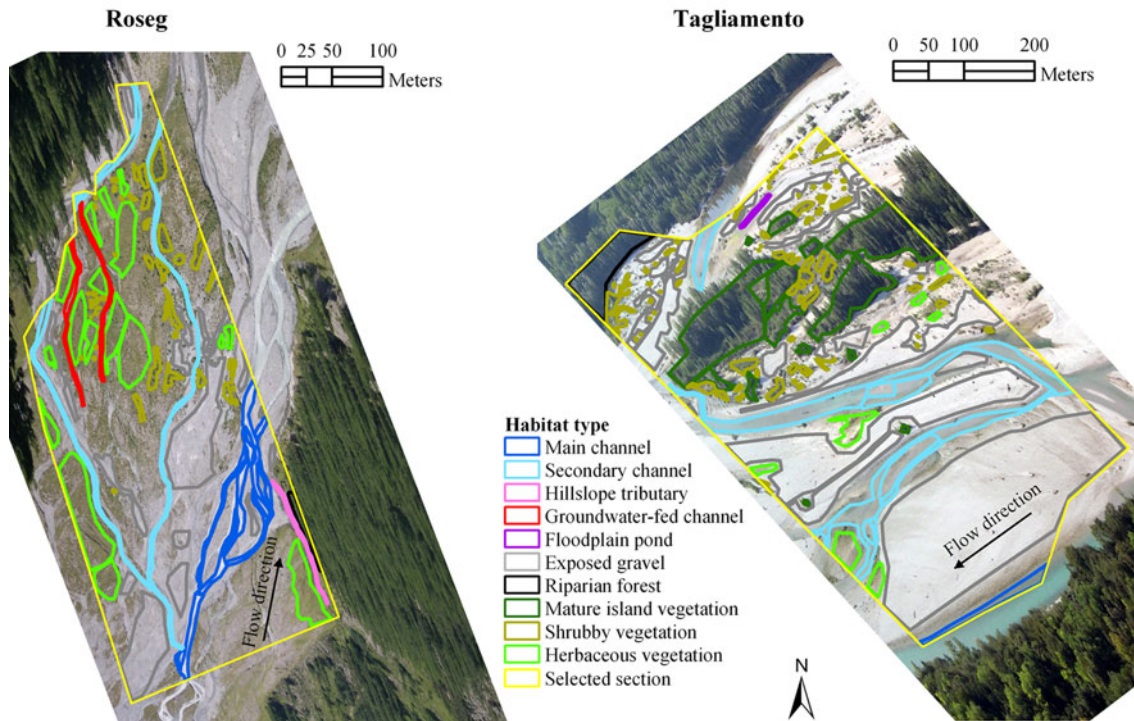 Roseg
0 25 50 100
Meters
Tagliamento
0 50 100 200
Meters
Habitat type
Main channel
Secondary channel
Hillslope tributary
Groundwater-fed channel
Floodplain pond
Exposed gravel
Riparian forest
Mature island vegetation
Shrubby vegetation
Herbaceous vegetation
Selected section
Flow direction
Flow direction
N